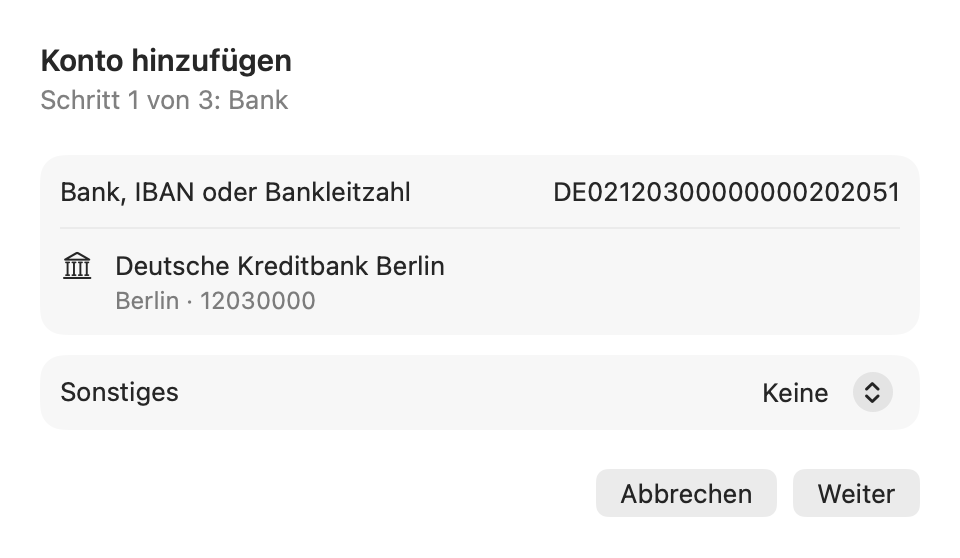 Konto hinzufügen
Schritt 1 von 3: Bank
Bank, IBAN oder Bankleitzahl DE02120300000000202051
Deutsche Kreditbank Berlin
Berlin · 12030000
Sonstiges Keine
Abbrechen Weiter